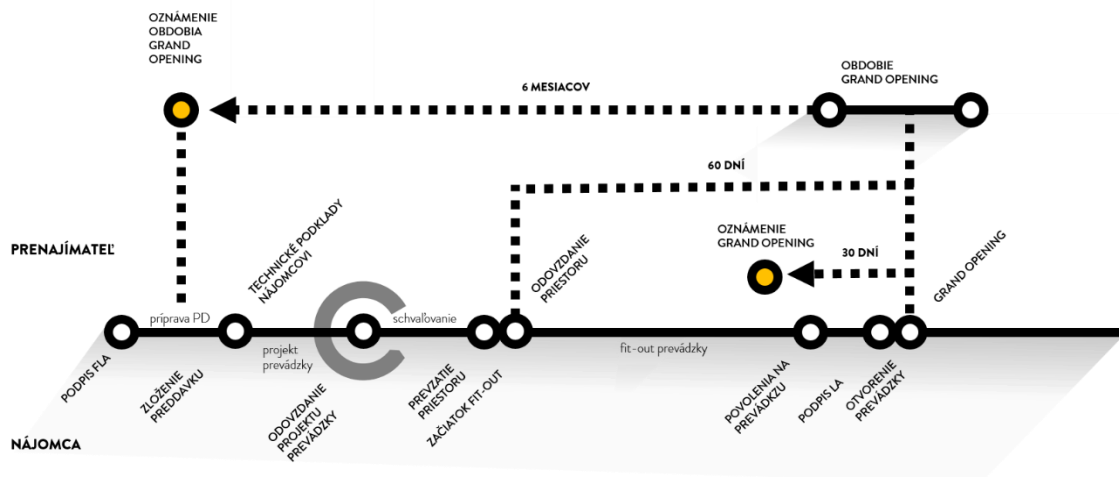 OZNÁMENIE
OBDOBIA
GRAND
OPENING
OBDOBIE
GRAND OPENING
6 MESIACOV
60 DNÍ
TECHNICKÉ PODKLADY
NÁJOMCOVI
ODOVZDANIE
PRIESTORU
OZNÁMENIE
GRAND OPENING
30 DNÍ
GRAND OPENING
PRENAJÍMATEĽ
príprava PD
schvaľovanie
projekt
prevádzky
fit-out prevádzky
PODPIS FLA
ZLOŽENIE
PREDDAVKU
ODOVZDANIE
PROJEKTU
PREVÁDZKY
PREVZATIE
PRIESTORU
ZAČIATOK FIT-OUT
POVOLENIA NA
PREVÁDKZU
PODPIS LA
OTVORENIE
PREVÁDZKY
NÁJOMCA